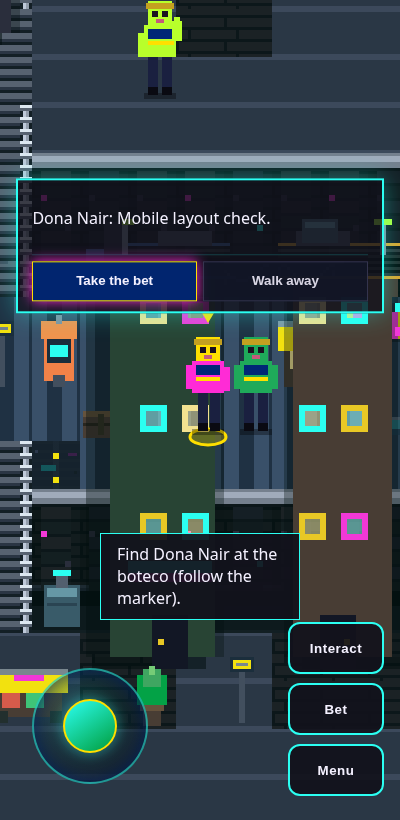 Dona Nair: Mobile layout check.
Take the bet
Walk away
Find Dona Nair at the
boteco (follow the
marker).
Interact
Bet
Menu